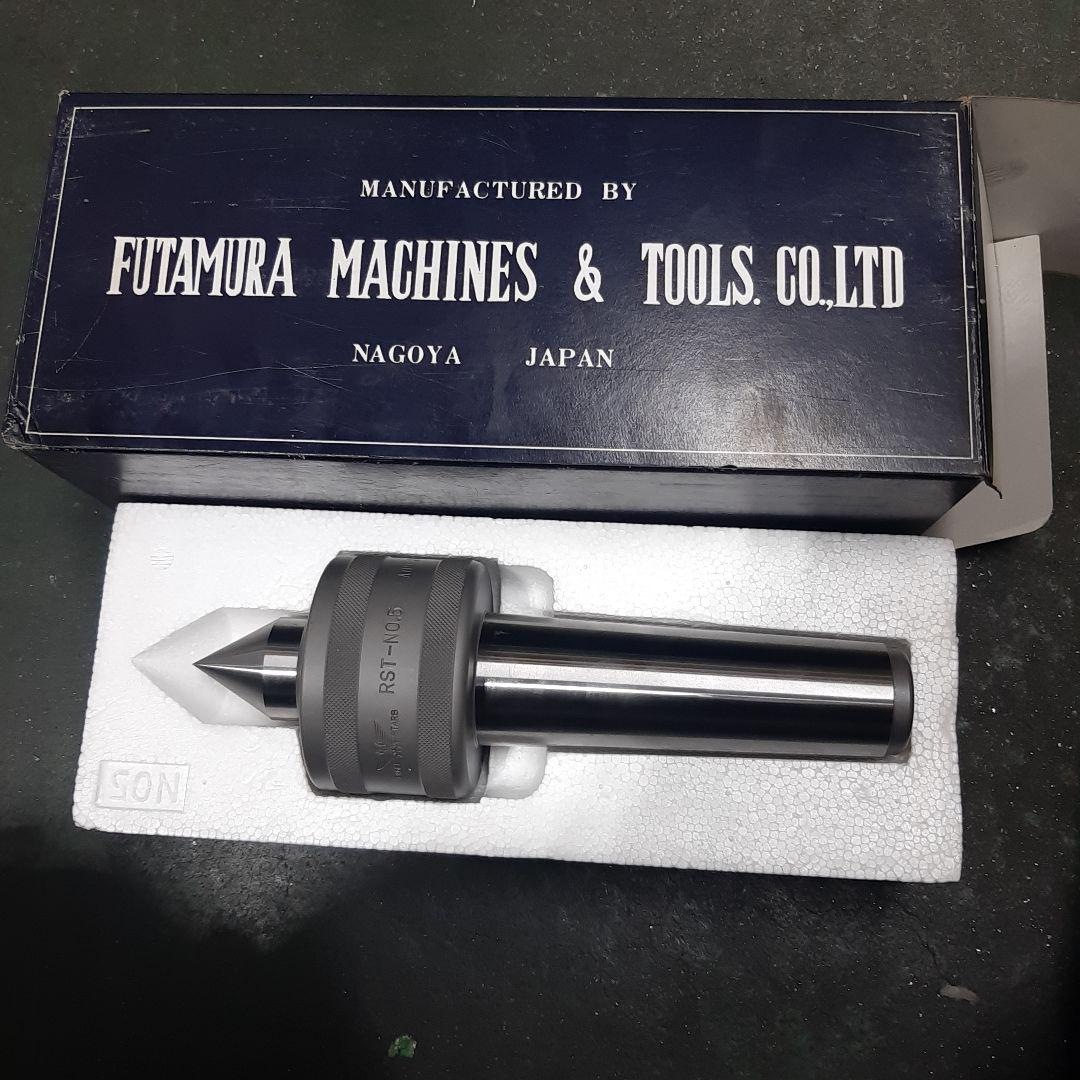 MANUFACTURED BY
FUTAMURA MACHINES & TOOLS. CO.,LTD
NAGOYA JAPAN
RST-NO.5
NO5